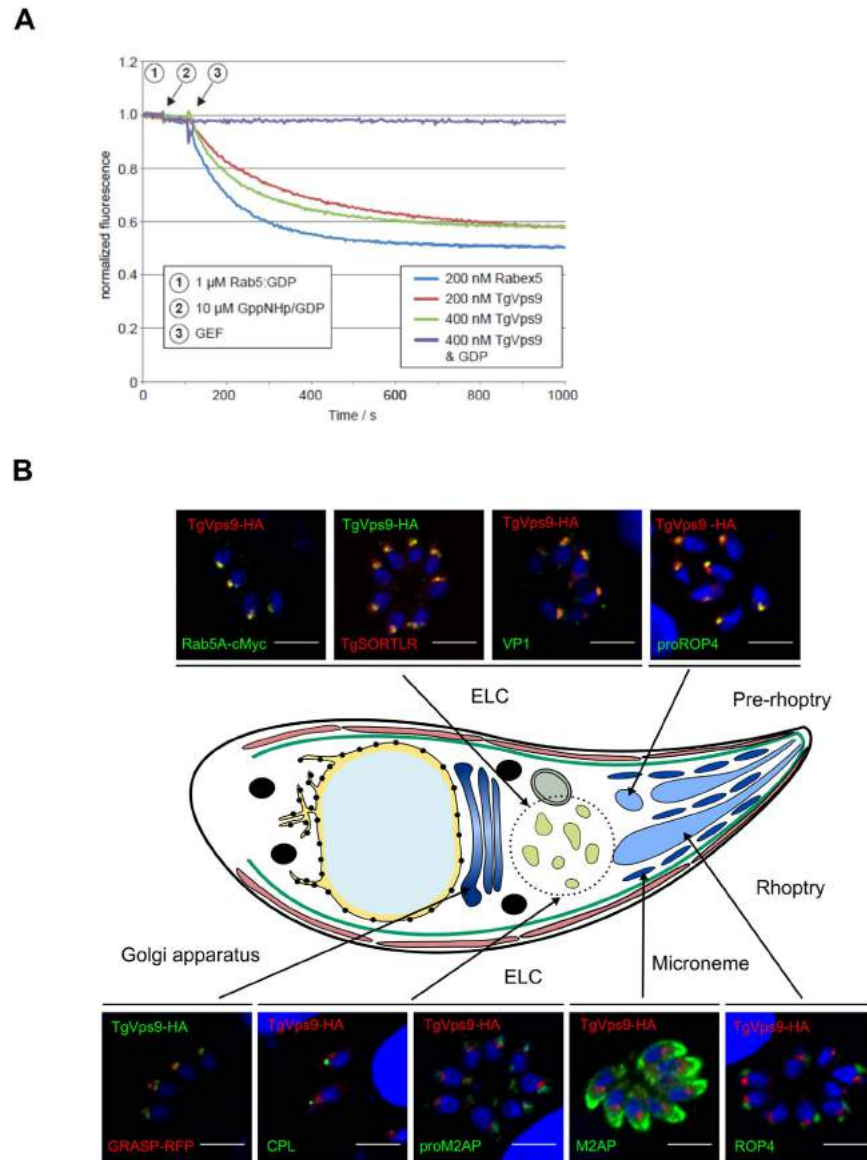 A
1.2
1
2
3
1.0
0.8
0.6
0.4
0.2
0
normalized fluorescence
1 1 µM Rab5:GDP
2 10 µM GppNHp/GDP
3 GEF
200 nM Rabex5
200 nM TgVps9
400 nM TgVps9
400 nM TgVps9
& GDP
0 200 400 600 800 1000
Time / s
B
TgVps9-HA
Rab5A-cMyc
TgVps9-HA
TgSORTLR
TgVps9-HA
VP1
TgVps9 -HA
proROP4
ELC
Pre-rhoptry
Rhoptry
Golgi apparatus
ELC
Microneme
TgVps9-HA
GRASP-RFP
TgVps9-HA
CPL
TgVps9-HA
proM2AP
TgVps9-HA
M2AP
TgVps9-HA
ROP4